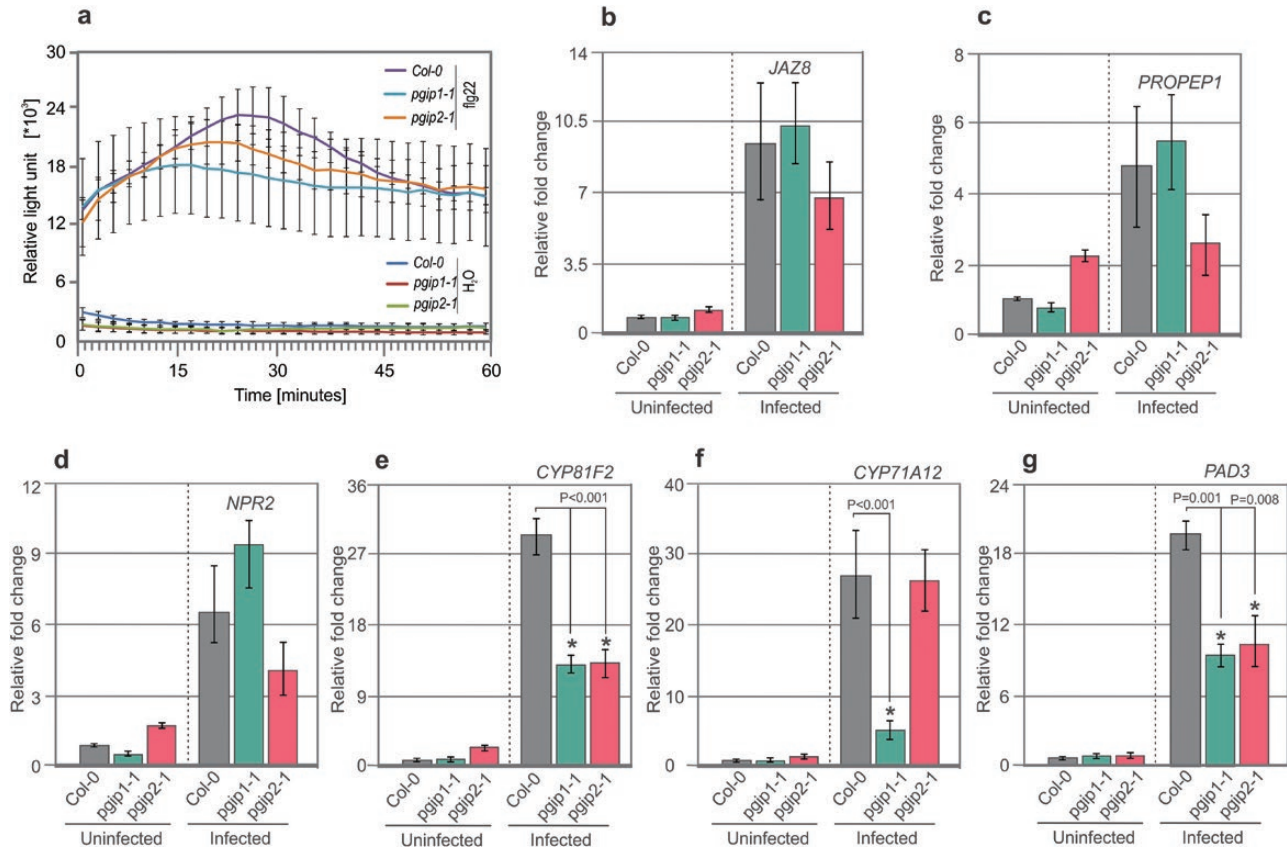 a
Relative light unit [*10³]
30
24
18
12
6
0
0
15
30
45
60
Time [minutes]
Col-0
pgip1-1
pgip2-1
flg22
Col-0
pgip1-1
pgip2-1
H₂O
b
Relative fold change
14
10.5
7
3.5
0
JAZ8
Col-0
pgip1-1
pgip2-1
Col-0
pgip1-1
pgip2-1
Uninfected
Infected
c
Relative fold change
8
6
4
2
0
PROPEP1
Col-0
pgip1-1
pgip2-1
Col-0
pgip1-1
pgip2-1
Uninfected
Infected
d
Relative fold change
12
9
6
3
0
NPR2
Col-0
pgip1-1
pgip2-1
Col-0
pgip1-1
pgip2-1
Uninfected
Infected
e
Relative fold change
36
27
18
9
0
CYP81F2
P<0.001
*
*
Col-0
pgip1-1
pgip2-1
Col-0
pgip1-1
pgip2-1
Uninfected
Infected
f
Relative fold change
40
30
20
10
0
CYP71A12
P<0.001
*
Col-0
pgip1-1
pgip2-1
Col-0
pgip1-1
pgip2-1
Uninfected
Infected
g
Relative fold change
24
18
12
6
0
PAD3
P=0.001
P=0.008
*
*
Col-0
pgip1-1
pgip2-1
Col-0
pgip1-1
pgip2-1
Uninfected
Infected